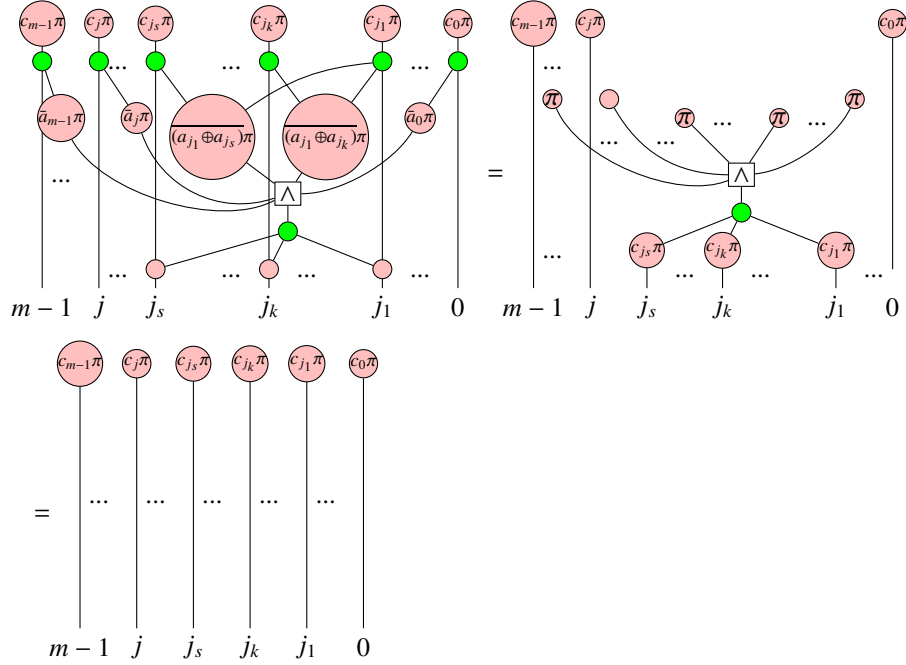 c_{m−1}π c_jπ c_{j_s}π c_{j_k}π c_{j_1}π c_0π c_{m−1}π c_jπ c_0π
... ... ... ... ...
ā_{m−1}π ā_jπ \overline{(a_{j_1}⊕a_{j_s})}π \overline{(a_{j_1}⊕a_{j_k})}π ā_0π π π π π
... ... ... ...
... = ∧
∧
c_{j_s}π c_{j_k}π c_{j_1}π
... ... ... ... ... ... ... ...
m − 1 j j_s j_k j_1 0 m − 1 j j_s j_k j_1 0
c_{m−1}π c_jπ c_{j_s}π c_{j_k}π c_{j_1}π c_0π
= ... ... ... ... ...
m − 1 j j_s j_k j_1 0